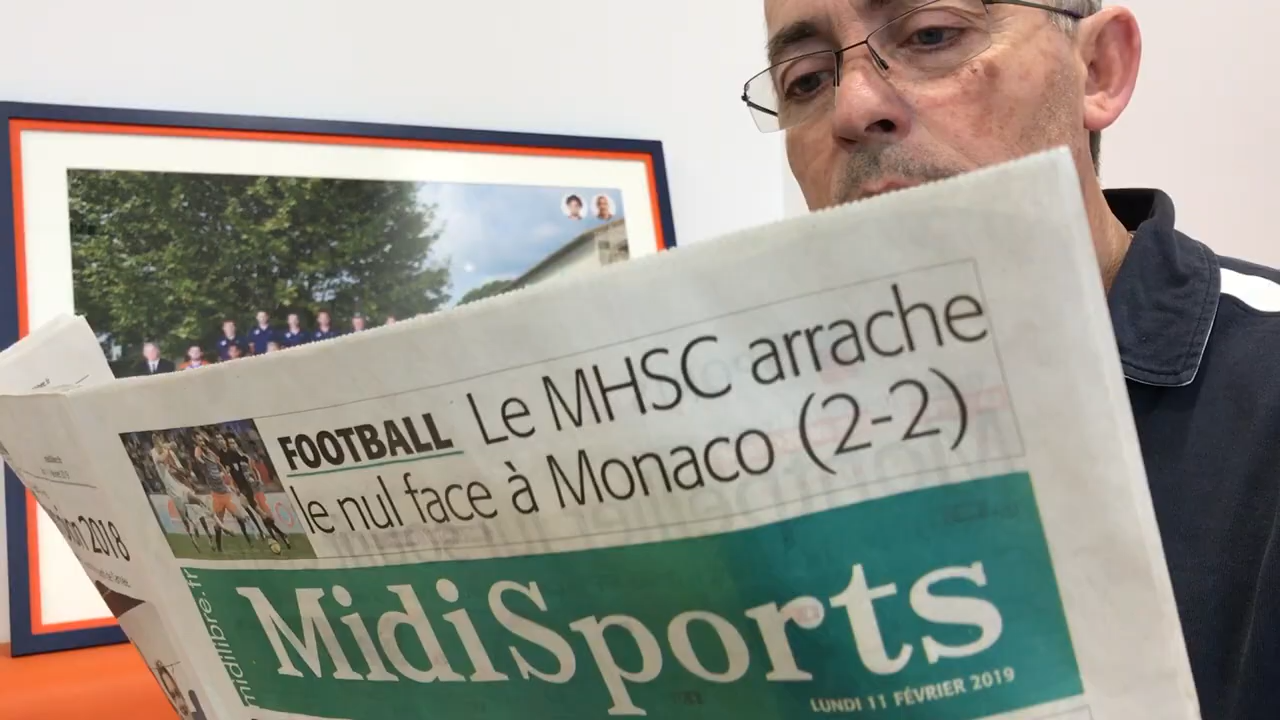 FOOTBALL Le MHSC arrache
le nul face à Monaco (2-2)
midilibre.fr
MidiSports
LUNDI 11 FÉVRIER 2019
2018